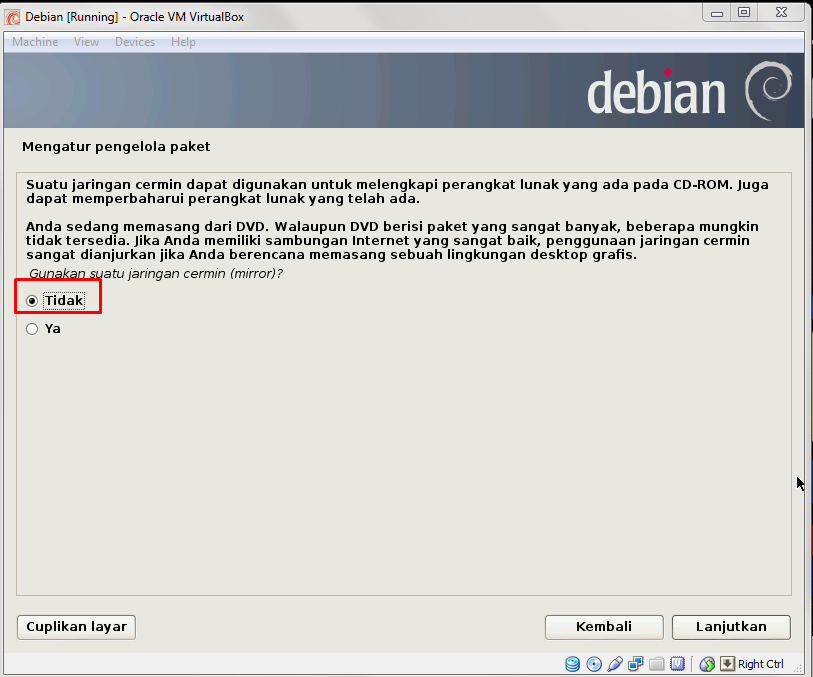 Debian [Running] - Oracle VM VirtualBox
Machine View Devices Help
debian
Mengatur pengelola paket
Suatu jaringan cermin dapat digunakan untuk melengkapi perangkat lunak yang ada pada CD-ROM. Juga
dapat memperbaharui perangkat lunak yang telah ada.
Anda sedang memasang dari DVD. Walaupun DVD berisi paket yang sangat banyak, beberapa mungkin
tidak tersedia. Jika Anda memiliki sambungan Internet yang sangat baik, penggunaan jaringan cermin
sangat dianjurkan jika Anda berencana memasang sebuah lingkungan desktop grafis.
Gunakan suatu jaringan cermin (mirror)?
Tidak
Ya
Cuplikan layar Kembali Lanjutkan
Right Ctrl